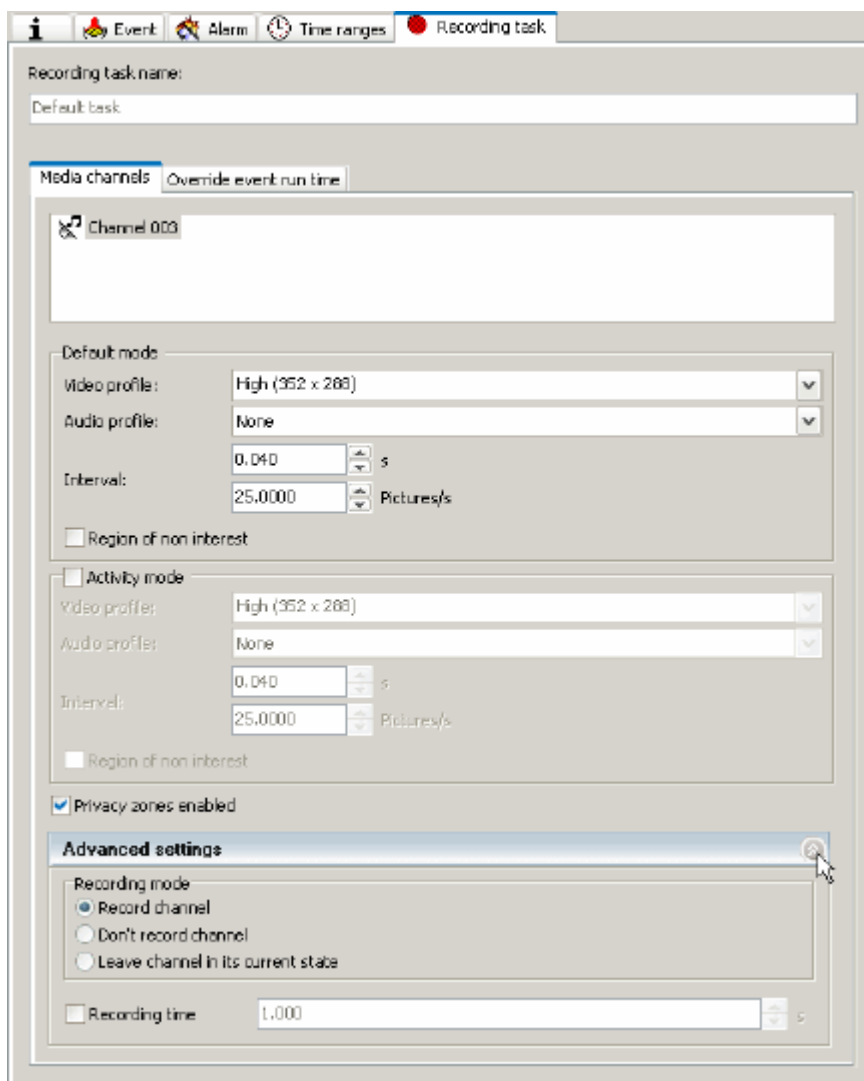 i Event Alarm Time ranges Recording task
Recording task name:
Default task
Media channels Override event run time
Channel 003
Default mode
Video profile: High (352 x 288)
Audio profile: None
Interval: 0.040 s
25.0000 Pictures/s
Region of non interest
Activity mode
Video profile: High (352 x 288)
Audio profile: None
Interval: 0.040 s
25.0000 Pictures/s
Region of non interest
Privacy zones enabled
Advanced settings
Recording mode
Record channel
Don't record channel
Leave channel in its current state
Recording time 1.000 s